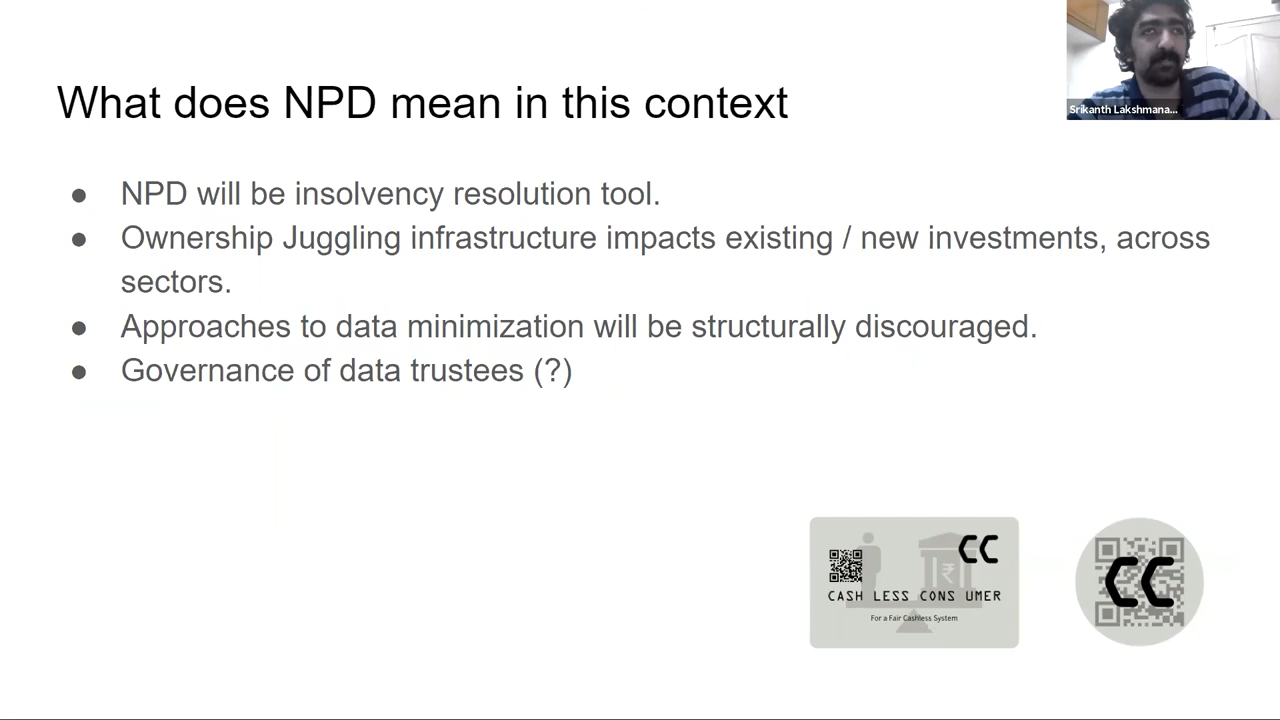 Srikanth Lakshmana...
What does NPD mean in this context
● NPD will be insolvency resolution tool.
● Ownership Juggling infrastructure impacts existing / new investments, across
sectors.
● Approaches to data minimization will be structurally discouraged.
● Governance of data trustees (?)
CC
₹
CASH LESS CONS UMER
For a Fair Cashless System
CC